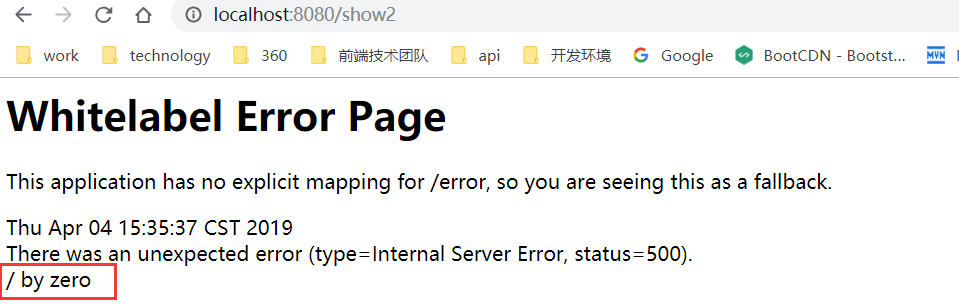 localhost:8080/show2
work technology 360 前端技术团队 api 开发环境 Google BootCDN - Bootst... MVN
Whitelabel Error Page
This application has no explicit mapping for /error, so you are seeing this as a fallback.
Thu Apr 04 15:35:37 CST 2019
There was an unexpected error (type=Internal Server Error, status=500).
/ by zero